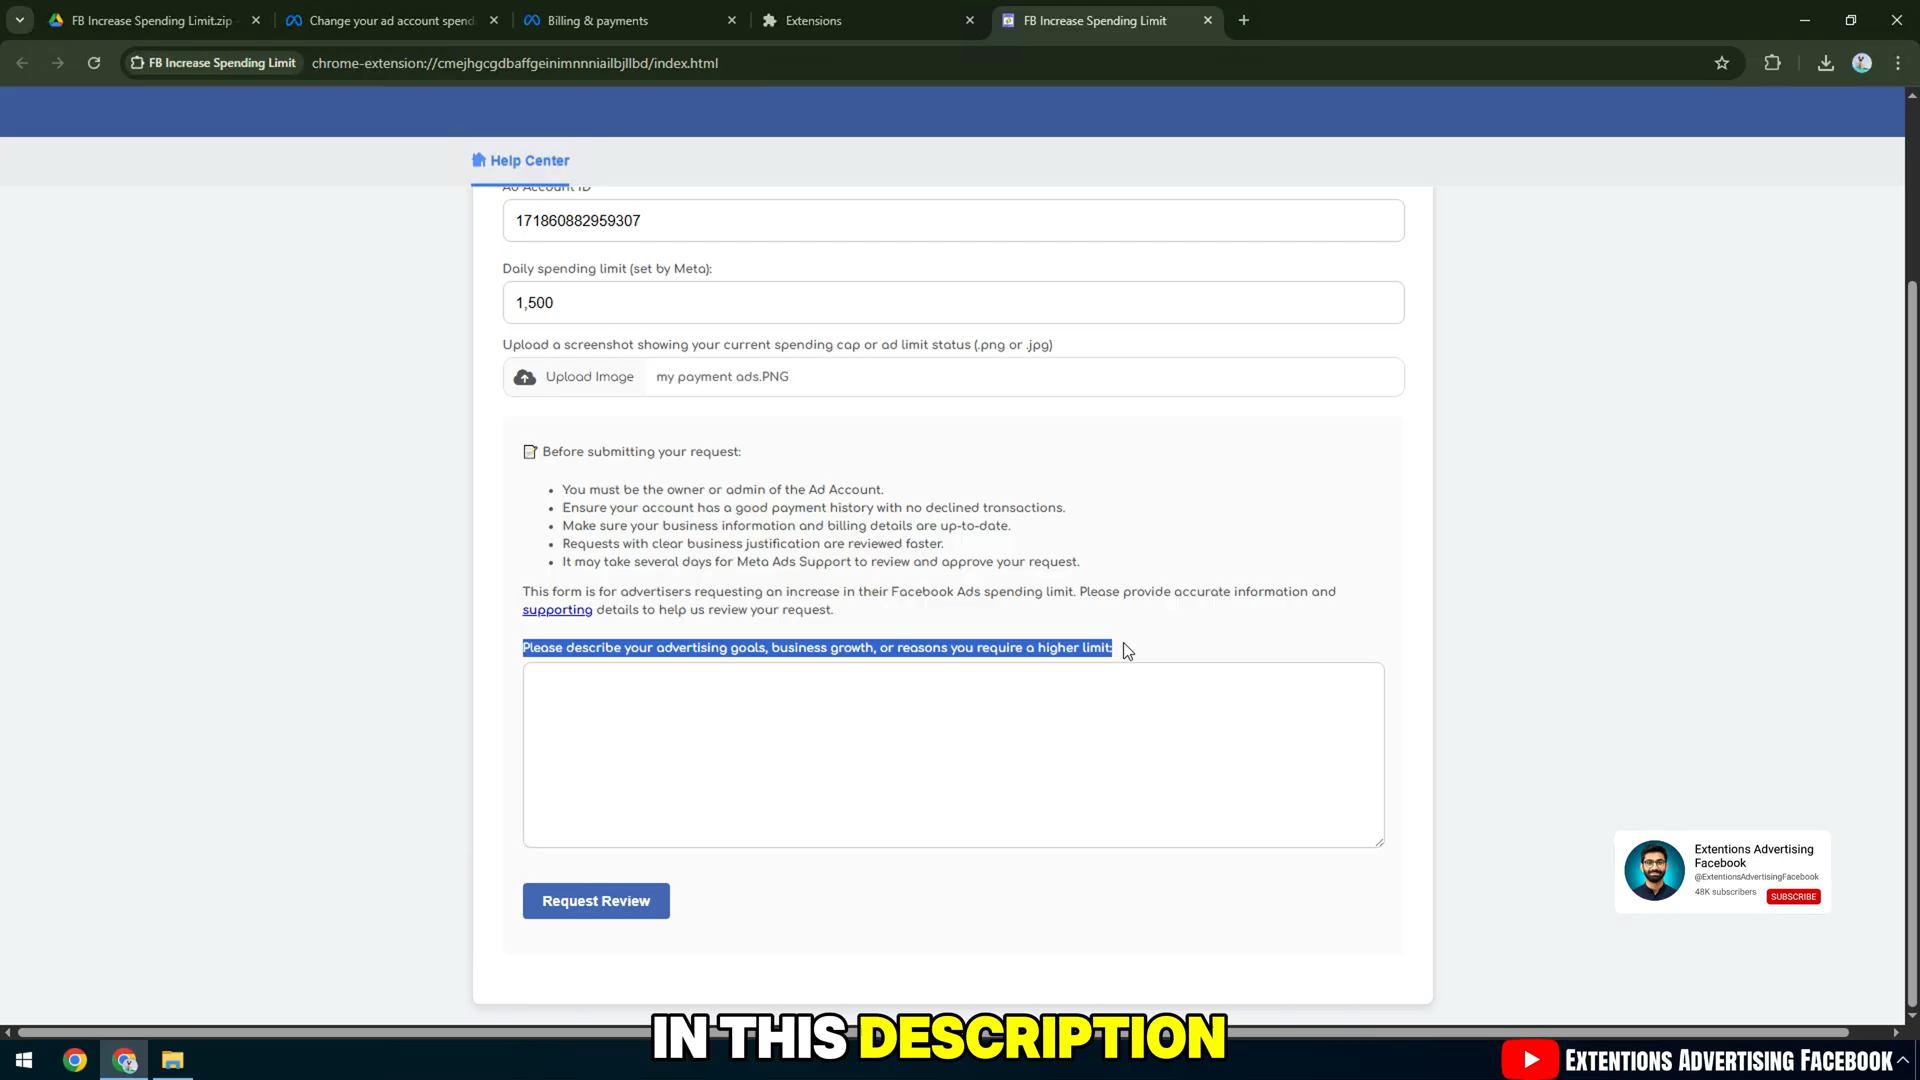 FB Increase Spending Limit.zip
Change your ad account spend
Billing & payments
Extensions
FB Increase Spending Limit
FB Increase Spending Limit
chrome-extension://cmejhgcgdbaffgeinimnnniailbjllbd/index.html
Help Center
Ad Account ID
171860882959307
Daily spending limit (set by Meta):
1,500
Upload a screenshot showing your current spending cap or ad limit status (.png or .jpg)
Upload Image my payment ads.PNG
Before submitting your request:
• You must be the owner or admin of the Ad Account.
• Ensure your account has a good payment history with no declined transactions.
• Make sure your business information and billing details are up-to-date.
• Requests with clear business justification are reviewed faster.
• It may take several days for Meta Ads Support to review and approve your request.
This form is for advertisers requesting an increase in their Facebook Ads spending limit. Please provide accurate information and
supporting details to help us review your request.
Please describe your advertising goals, business growth, or reasons you require a higher limit:
Request Review
Extentions Advertising
Facebook
@ExtentionsAdvertisingFacebook
48K subscribers
SUBSCRIBE
IN THIS DESCRIPTION
Extentions Advertising Facebook